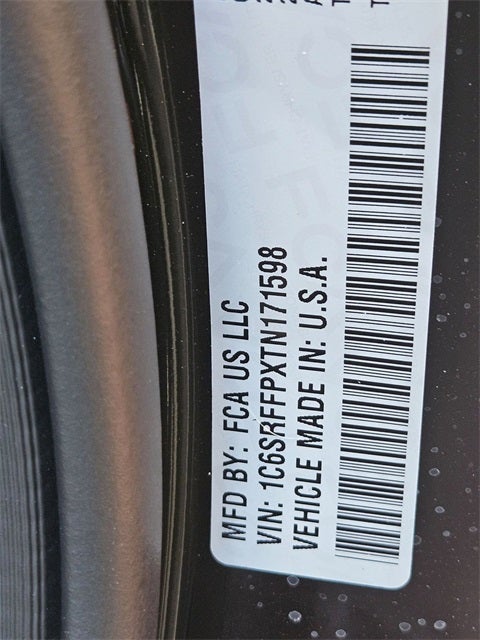 MFD BY: FCA US LLC
VIN: 1C6SRFFPXTN171598
VEHICLE MADE IN: U.S.A.